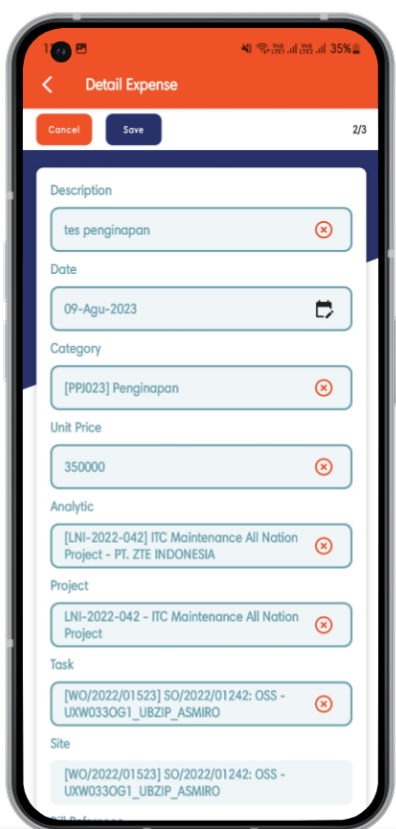 35%
Detail Expense
Cancel
Save
2/3
Description
tes penginapan
Date
09-Agu-2023
Category
[PPJ023] Penginapan
Unit Price
350000
Analytic
[LNI-2022-042] ITC Maintenance All Nation
Project - PT. ZTE INDONESIA
Project
LNI-2022-042 - ITC Maintenance All Nation
Project
Task
[WO/2022/01523] SO/2022/01242: OSS -
UXW033OG1_UBZIP_ASMIRO
Site
[WO/2022/01523] SO/2022/01242: OSS -
UXW033OG1_UBZIP_ASMIRO
Bill Reference